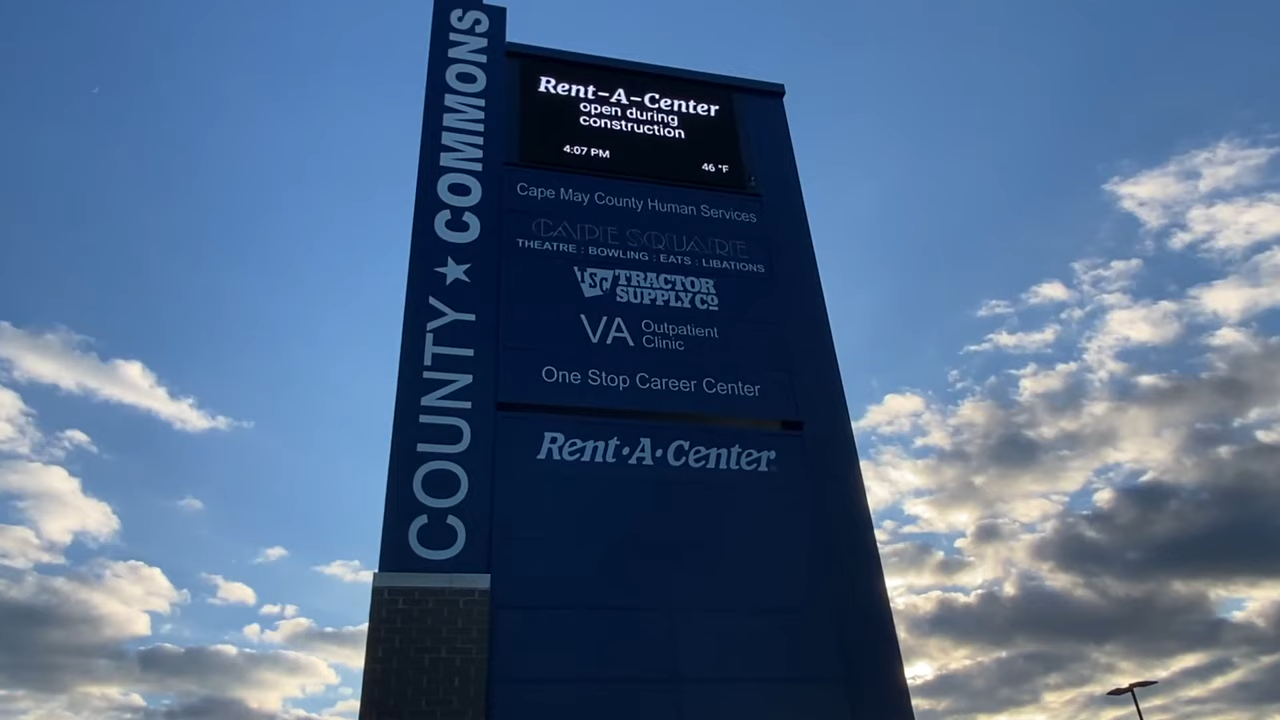 COUNTY ★ COMMONS
Rent-A-Center
open during
construction
4:07 PM 46 °F
Cape May County Human Services
CAPE SQUARE
THEATRE : BOWLING : EATS : LIBATIONS
TSC TRACTOR
SUPPLY CO
VA Outpatient
Clinic
One Stop Career Center
Rent·A·Center